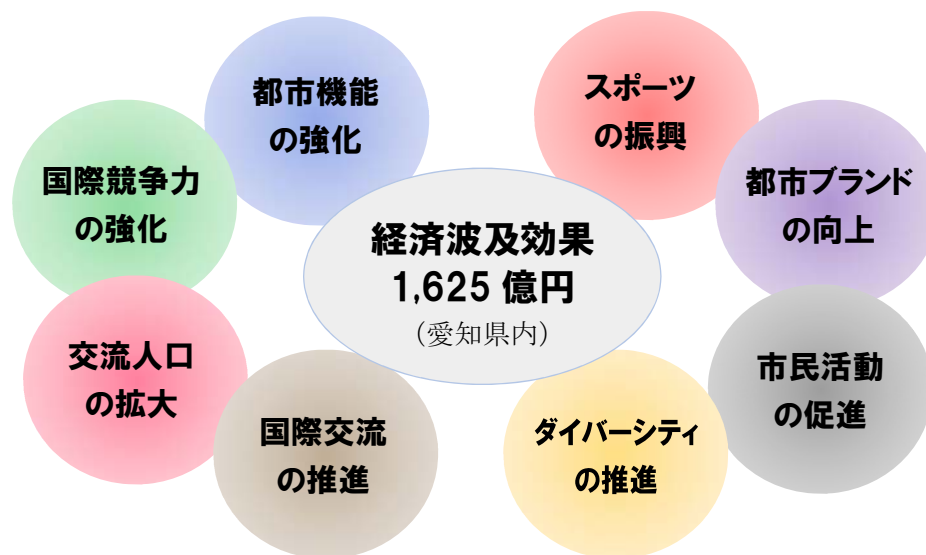 都市機能
の強化
スポーツ
の振興
国際競争力
の強化
都市ブランド
の向上
経済波及効果
1,625 億円
(愛知県内)
交流人口
の拡大
市民活動
の促進
国際交流
の推進
ダイバーシティ
の推進